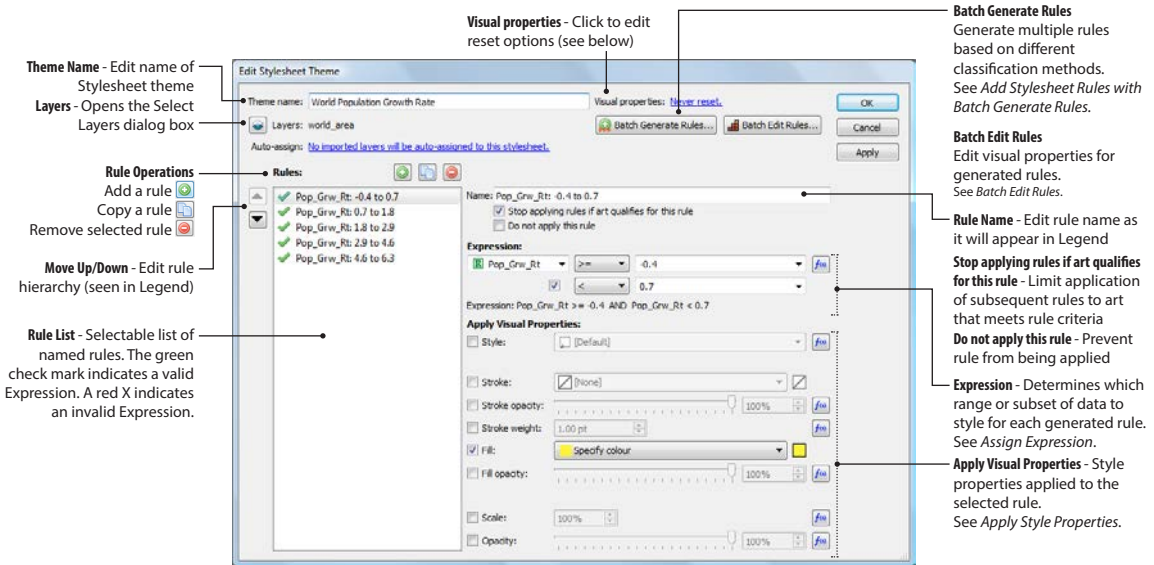 Visual properties - Click to edit
reset options (see below)
Batch Generate Rules
Generate multiple rules
based on different
classification methods.
See Add Stylesheet Rules with
Batch Generate Rules.
Batch Edit Rules
Edit visual properties for
generated rules.
See Batch Edit Rules.
Rule Name - Edit rule name as
it will appear in Legend
Stop applying rules if art qualifies
for this rule - Limit application
of subsequent rules to art
that meets rule criteria
Do not apply this rule - Prevent
rule from being applied
Expression - Determines which
range or subset of data to
style for each generated rule.
See Assign Expression.
Apply Visual Properties - Style
properties applied to the
selected rule.
See Apply Style Properties.
Theme Name - Edit name of
Stylesheet theme
Layers - Opens the Select
Layers dialog box
Rule Operations
Add a rule
Copy a rule
Remove selected rule
Move Up/Down - Edit rule
hierarchy (seen in Legend)
Rule List - Selectable list of
named rules. The green
check mark indicates a valid
Expression. A red X indicates
an invalid Expression.
Edit Stylesheet Theme
Theme name: World Population Growth Rate
Visual properties: Never reset.
OK
Layers: world_area
Batch Generate Rules...
Batch Edit Rules...
Cancel
Auto-assign: No imported layers will be auto-assigned to this stylesheet.
Apply
Rules:
Pop_Grw_Rt: -0.4 to 0.7
Pop_Grw_Rt: 0.7 to 1.8
Pop_Grw_Rt: 1.8 to 2.9
Pop_Grw_Rt: 2.9 to 4.6
Pop_Grw_Rt: 4.6 to 6.3
Name: Pop_Grw_Rt: -0.4 to 0.7
Stop applying rules if art qualifies for this rule
Do not apply this rule
Expression:
R Pop_Grw_Rt >= -0.4 f(x)
< 0.7
Expression: Pop_Grw_Rt >= -0.4 AND Pop_Grw_Rt < 0.7
Apply Visual Properties:
Style: [Default] f(x)
Stroke: [None]
Stroke opacity: 100% f(x)
Stroke weight: 1.00 pt f(x)
Fill: Specify colour
Fill opacity: 100% f(x)
Scale: 100% f(x)
Opacity: 100% f(x)